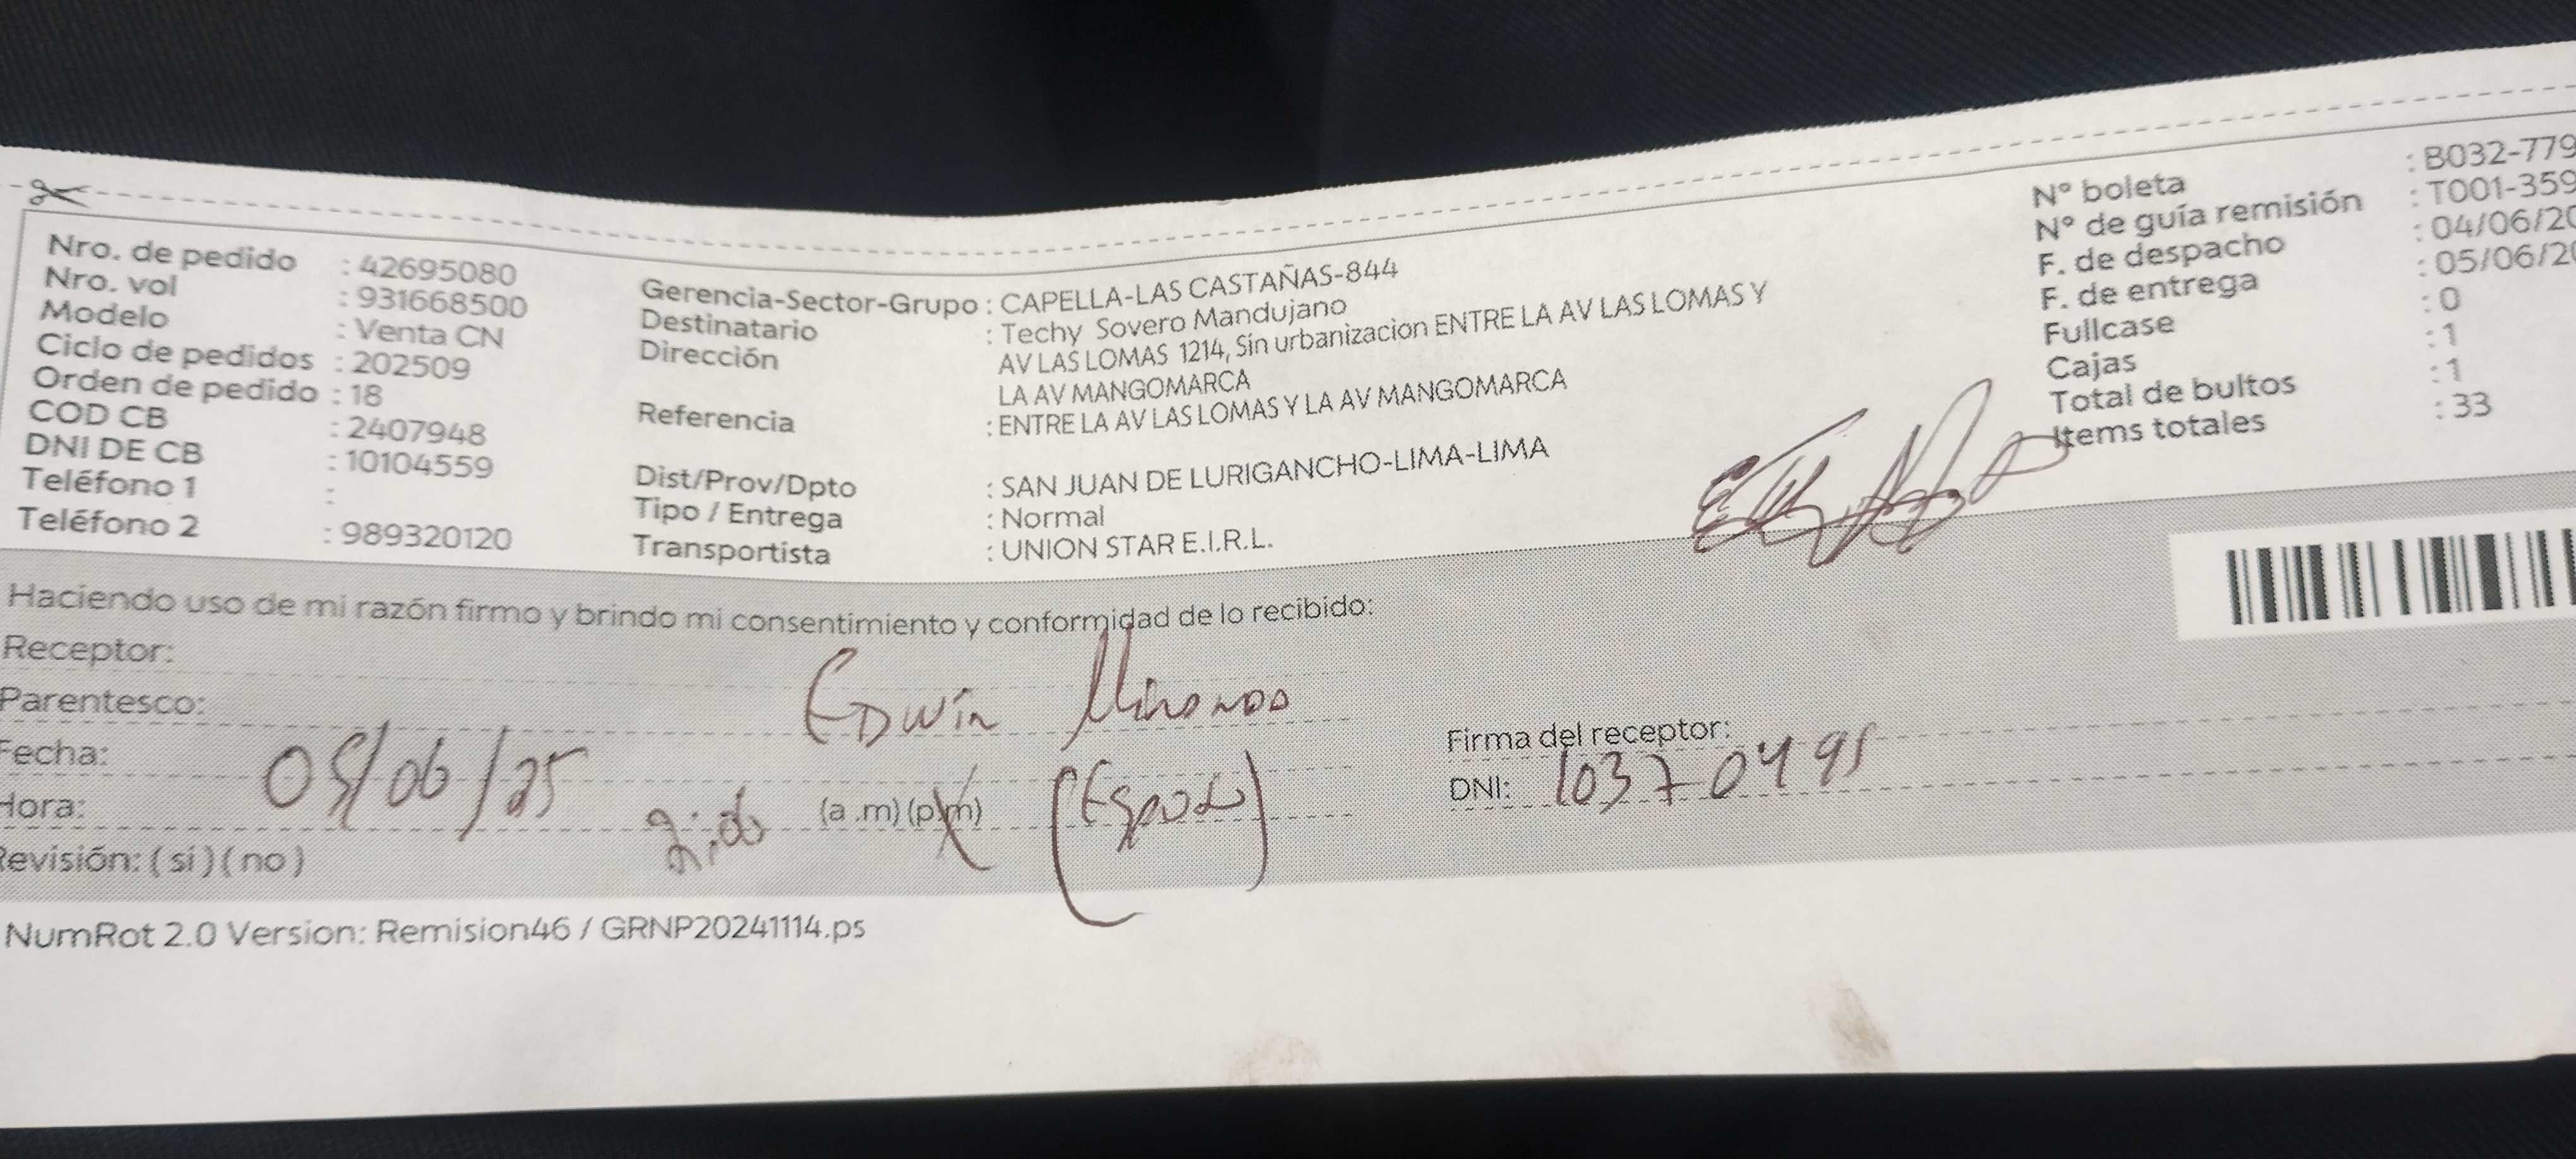 Nro. de pedido : 42695080
Nro. vol : 931668500
Modelo : Venta CN
Ciclo de pedidos : 202509
Orden de pedido : 18
COD CB : 2407948
DNI DE CB : 10104559
Teléfono 1 :
Teléfono 2 : 989320120
Gerencia-Sector-Grupo : CAPELLA-LAS CASTAÑAS-844
Destinatario : Techy Sovero Mandujano
Dirección : AV LAS LOMAS 1214, Sin urbanizacion ENTRE LA AV LAS LOMAS Y
LA AV MANGOMARCA
Referencia : ENTRE LA AV LAS LOMAS Y LA AV MANGOMARCA
Dist/Prov/Dpto : SAN JUAN DE LURIGANCHO-LIMA-LIMA
Tipo / Entrega : Normal
Transportista : UNION STAR E.I.R.L.
N° boleta : B032-779
N° de guía remisión : T001-359
F. de despacho : 04/06/20
F. de entrega : 05/06/20
Fullcase : 0
Cajas : 1
Total de bultos : 1
Items totales : 33
Haciendo uso de mi razón firmo y brindo mi consentimiento y conformidad de lo recibido:
Receptor:
Edwin Miranda
Parentesco:
(Esposo)
Fecha: 05/06/25
Hora: (a .m) (p.m)
Revisión: ( si ) ( no )
Firma del receptor:
DNI: 10370495
NumRot 2.0 Version: Remision46 / GRNP20241114.ps